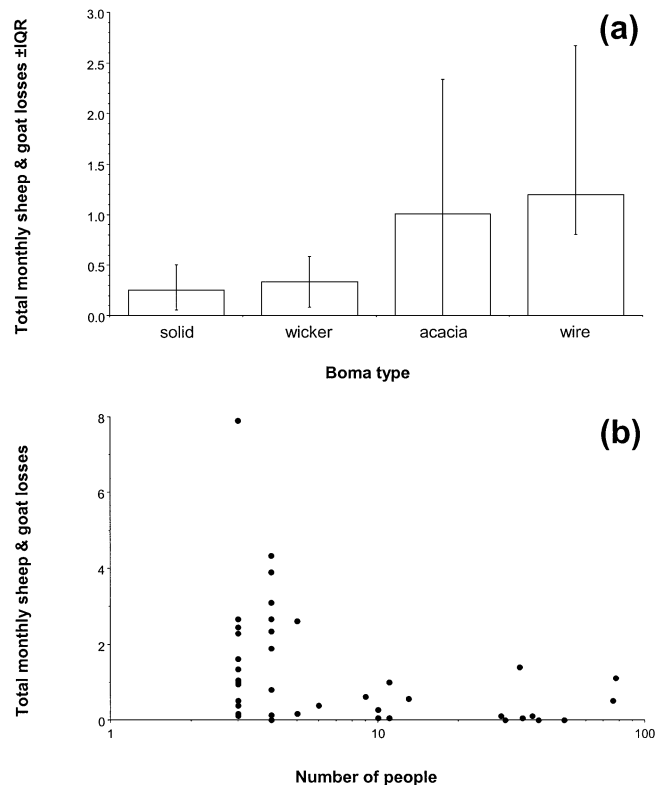 (a)
Total monthly sheep & goat losses ±IQR
3.0
2.5
2.0
1.5
1.0
0.5
0.0
solid wicker acacia wire
Boma type
(b)
Total monthly sheep & goat losses
8
6
4
2
0
1 10 100
Number of people